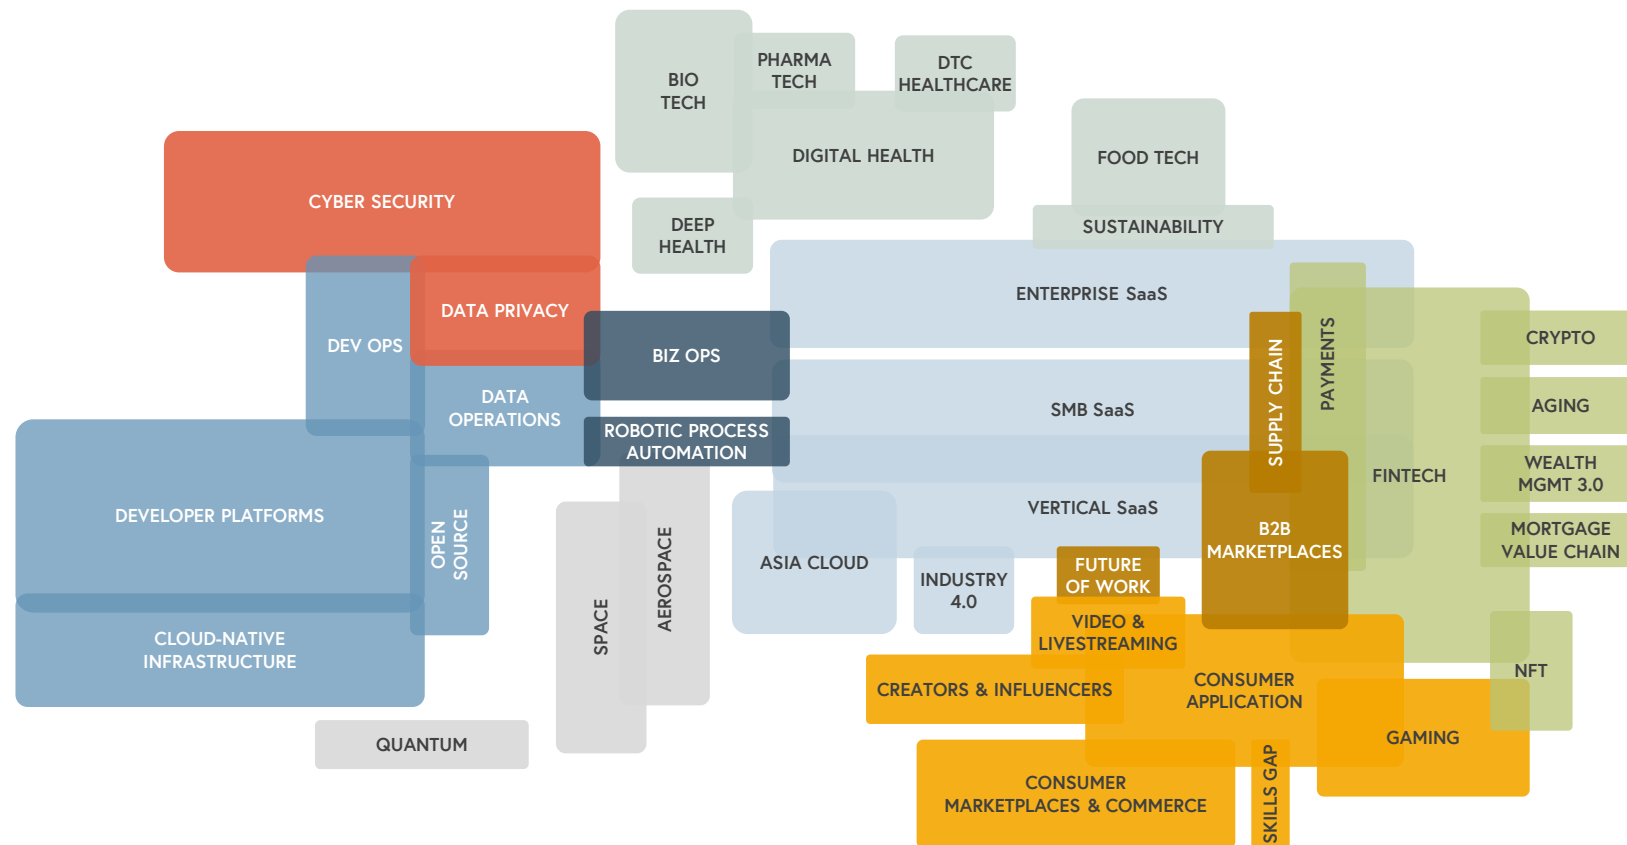 BIO
TECH
PHARMA
TECH
DTC
HEALTHCARE
DIGITAL HEALTH
FOOD TECH
CYBER SECURITY
DEEP
HEALTH
SUSTAINABILITY
ENTERPRISE SaaS
DATA PRIVACY
DEV OPS
BIZ OPS
SUPPLY CHAIN
PAYMENTS
CRYPTO
DATA
OPERATIONS
SMB SaaS
AGING
ROBOTIC PROCESS
AUTOMATION
FINTECH
WEALTH
MGMT 3.0
DEVELOPER PLATFORMS
OPEN
SOURCE
VERTICAL SaaS
B2B
MARKETPLACES
MORTGAGE
VALUE CHAIN
SPACE
AEROSPACE
ASIA CLOUD
INDUSTRY
4.0
FUTURE
OF WORK
CLOUD-NATIVE
INFRASTRUCTURE
VIDEO &
LIVESTREAMING
CREATORS & INFLUENCERS
CONSUMER
APPLICATION
NFT
QUANTUM
GAMING
CONSUMER
MARKETPLACES & COMMERCE
SKILLS GAP